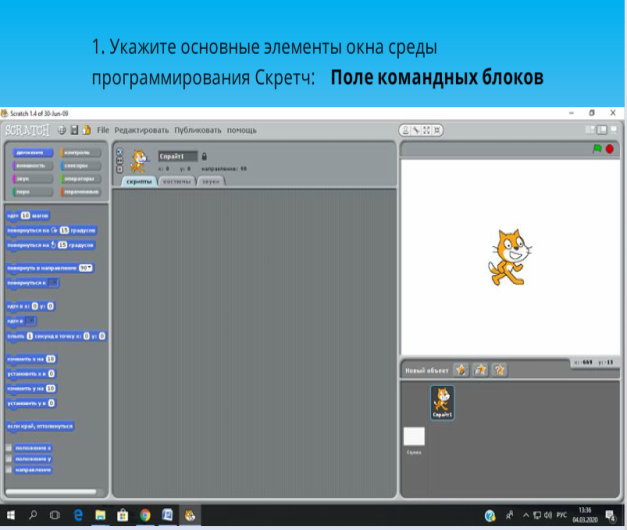 1. Укажите основные элементы окна среды
программирования Скретч: Поле командных блоков
Scratch 1.4 of 30-Jun-09
SCRATCH File Редактировать Публиковать помощь
движение контроль
внешность сенсоры
звук операторы
перо переменные
Спрайт1
x: 0 y: 0 направление: 90
скрипты костюмы звуки
идти 10 шагов
повернуться на 15 градусов
повернуться на 15 градусов
повернуть в направление 90
повернуться к
идти в x: 0 y: 0
идти в
плыть 1 секунд в точку x: 0 y: 0
изменить x на 10
установить x в 0
изменить y на 10
установить y в 0
если край, оттолкнуться
положение x
положение y
направление
Новый объект
Спрайт1
Сцена
РУС
13:36
04.03.2020